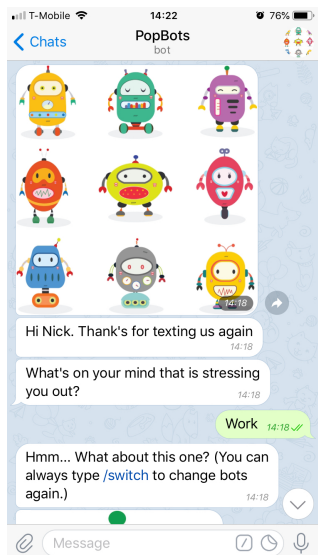 T-Mobile 14:22 76%
Chats PopBots
bot
14:18
Hi Nick. Thank's for texting us again
14:18
What's on your mind that is stressing
you out?
14:18
Work 14:18
Hmm... What about this one? (You can
always type /switch to change bots
again.)
14:18
Message